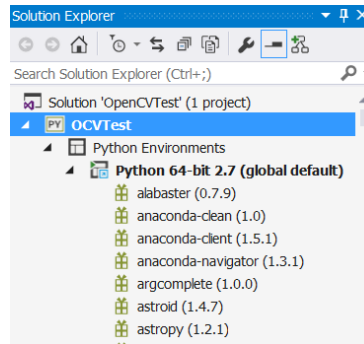 Solution Explorer
Search Solution Explorer (Ctrl+;)
Solution 'OpenCVTest' (1 project)
PY OCVTest
Python Environments
Python 64-bit 2.7 (global default)
alabaster (0.7.9)
anaconda-clean (1.0)
anaconda-client (1.5.1)
anaconda-navigator (1.3.1)
argcomplete (1.0.0)
astroid (1.4.7)
astropy (1.2.1)